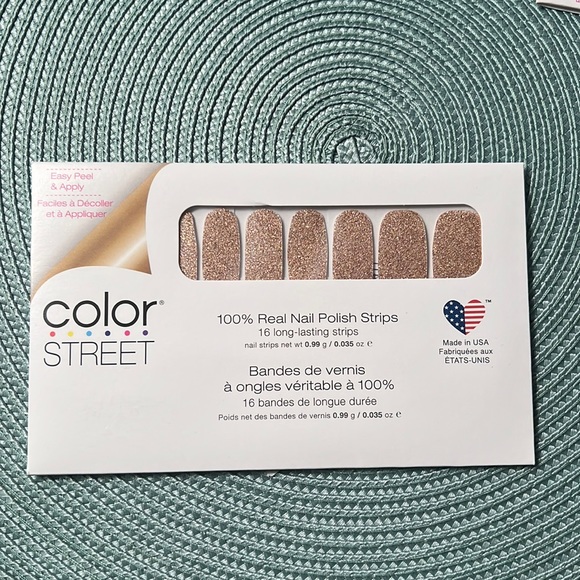 Easy Peel
& Apply
Faciles à Décoller
et à Appliquer
color®
STREET
100% Real Nail Polish Strips
16 long-lasting strips
nail strips net wt 0.99 g / 0.035 oz ℮
Bandes de vernis
à ongles véritable à 100%
16 bandes de longue durée
Poids net des bandes de vernis 0.99 g / 0.035 oz ℮
™
Made in USA
Fabriquées aux
ÉTATS-UNIS